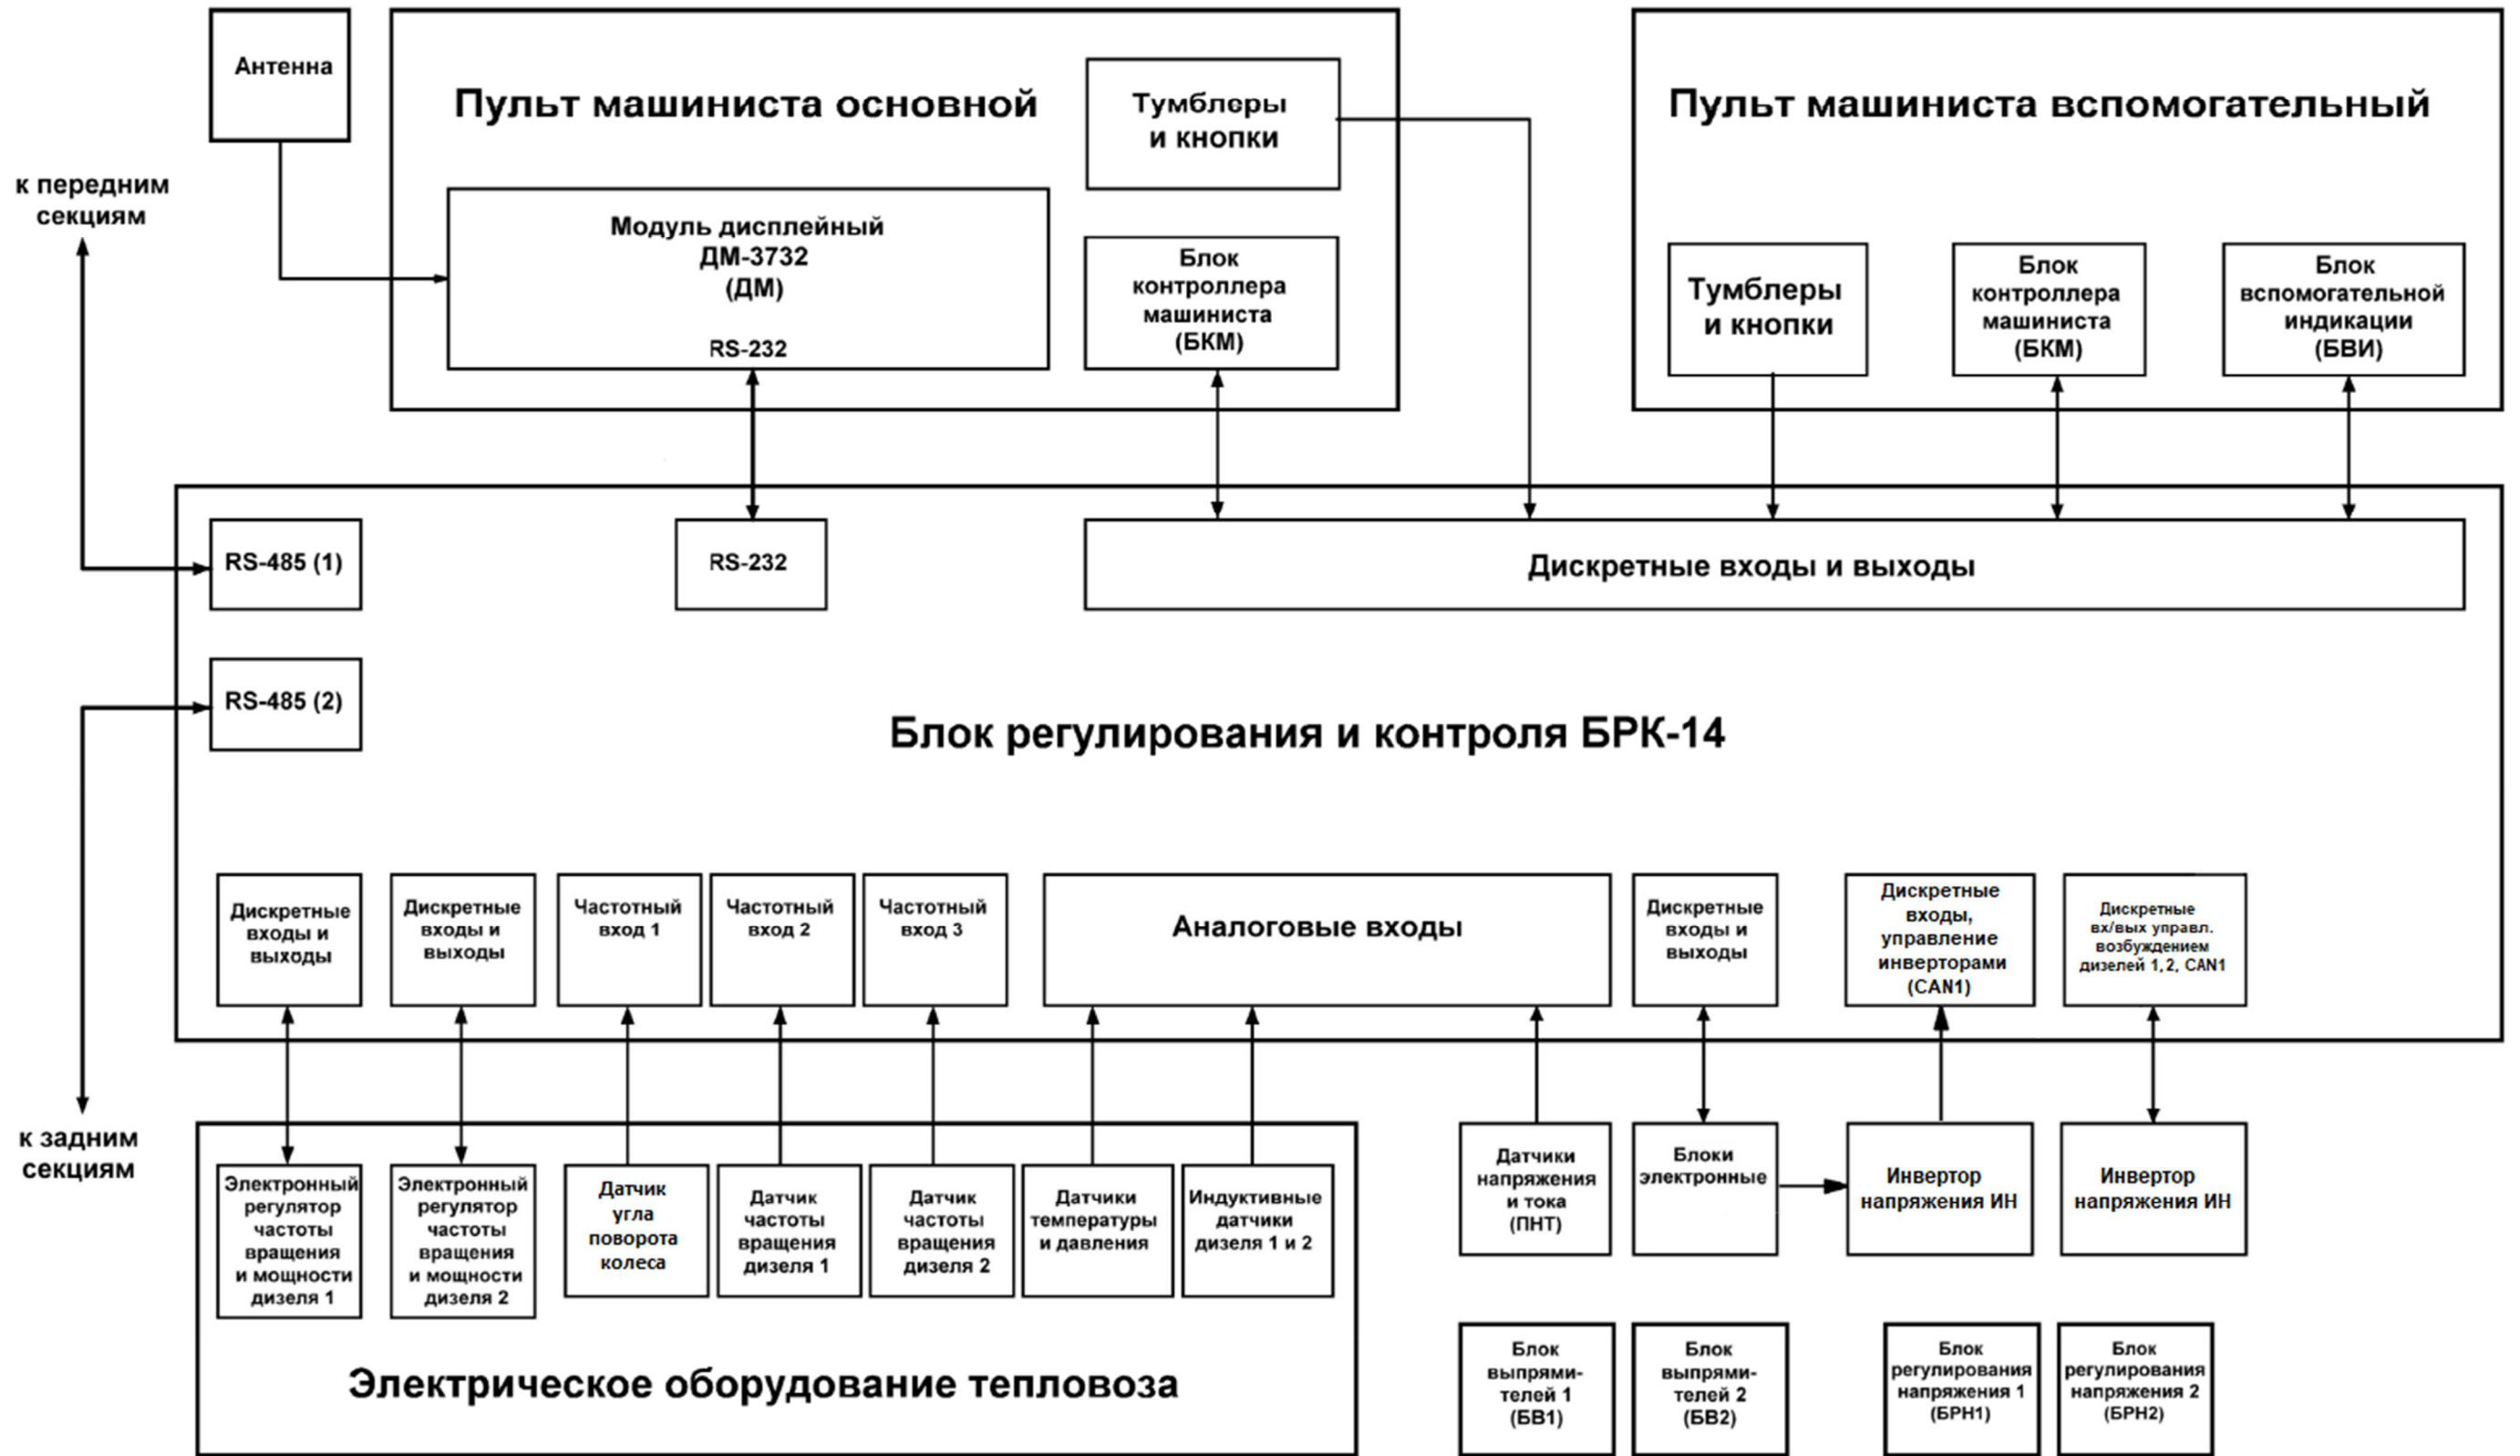 Антенна
Пульт машиниста основной
Тумблеры
и кнопки
Модуль дисплейный
ДМ-3732
(ДМ)
RS-232
Блок
контроллера
машиниста
(БКМ)
Пульт машиниста вспомогательный
Тумблеры
и кнопки
Блок
контроллера
машиниста
(БКМ)
Блок
вспомогательной
индикации
(БВИ)
к передним
секциям
RS-485 (1)
RS-232
Дискретные входы и выходы
RS-485 (2)
Блок регулирования и контроля БРК-14
Дискретные
входы и
выходы
Дискретные
входы и
выходы
Частотный
вход 1
Частотный
вход 2
Частотный
вход 3
Аналоговые входы
Дискретные
входы и
выходы
Дискретные
входы,
управление
инверторами
(CAN1)
Дискретные
вх/вых управл.
возбуждением
дизелей 1,2, CAN1
к задним
секциям
Электронный
регулятор
частоты
вращения
и мощности
дизеля 1
Электронный
регулятор
частоты
вращения
и мощности
дизеля 2
Датчик
угла
поворота
колеса
Датчик
частоты
вращения
дизеля 1
Датчик
частоты
вращения
дизеля 2
Датчики
температуры
и давления
Индуктивные
датчики
дизеля 1 и 2
Электрическое оборудование тепловоза
Датчики
напряжения
и тока
(ПНТ)
Блоки
электронные
Инвертор
напряжения ИН
Инвертор
напряжения ИН
Блок
выпрями-
телей 1
(БВ1)
Блок
выпрями-
телей 2
(БВ2)
Блок
регулирования
напряжения 1
(БРН1)
Блок
регулирования
напряжения 2
(БРН2)